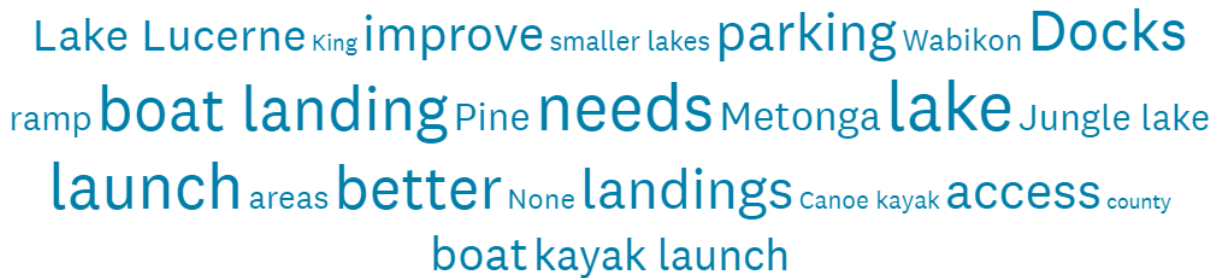 Lake Lucerne King improve smaller lakes parking Wabikon Docks
ramp boat landing Pine needs Metonga lake Jungle lake
launch areas better None landings Canoe kayak access county
boat kayak launch